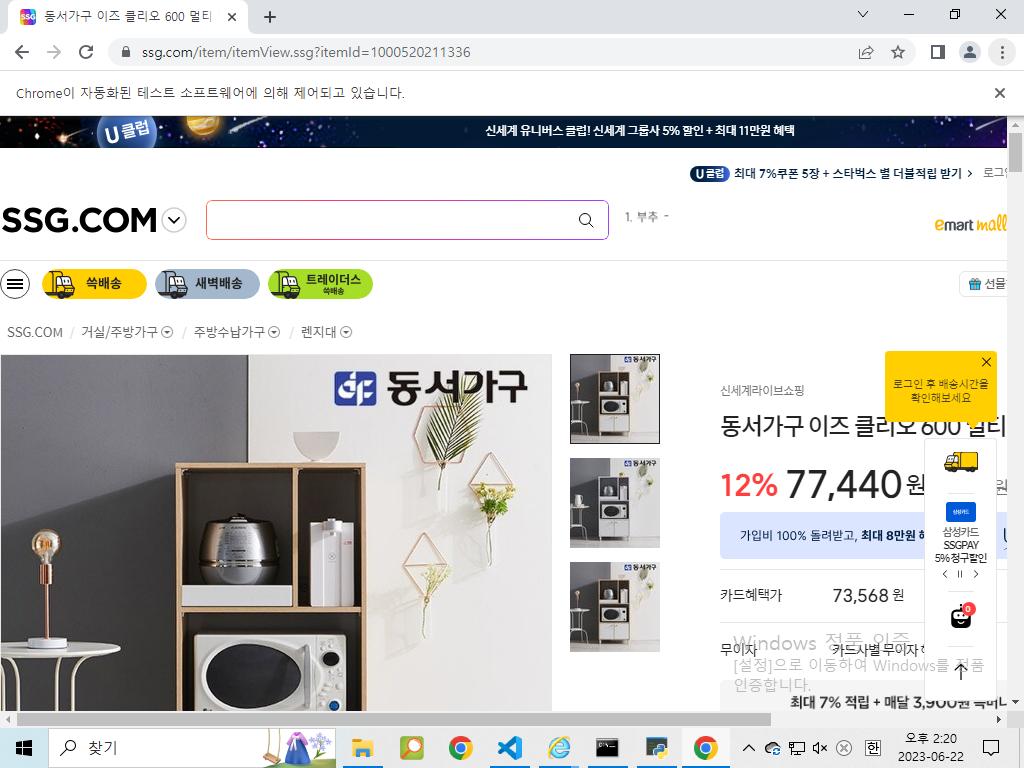 동서가구 이즈 클리오 600 멀티
ssg.com/item/itemView.ssg?itemId=1000520211336
Chrome이 자동화된 테스트 소프트웨어에 의해 제어되고 있습니다.
U클럽
신세계 유니버스 클럽! 신세계 그룹사 5% 할인 + 최대 11만원 혜택
U클럽 최대 7%쿠폰 5장 + 스타벅스 별 더블적립 받기
SSG.COM
1. 부추 -
emart mall
쓱배송
새벽배송
트레이더스
쓱배송
선물
SSG.COM / 거실/주방가구 / 주방수납가구 / 렌지대
동서가구
로그인 후 배송시간을
확인해보세요
신세계라이브쇼핑
동서가구 이즈 클리오 600 멀티
12% 77,440원
원
가입비 100% 돌려받고, 최대 8만원
삼성카드
삼성카드
SSGPAY
5% 청구할인
카드혜택가 73,568 원
0
무이자 카드사별 무이자
Windows 정품 인증
[설정]으로 이동하여 Windows를 정품
인증합니다.
최대 7% 적립 + 매달 3,900원
찾기
오후 2:20
2023-06-22
한